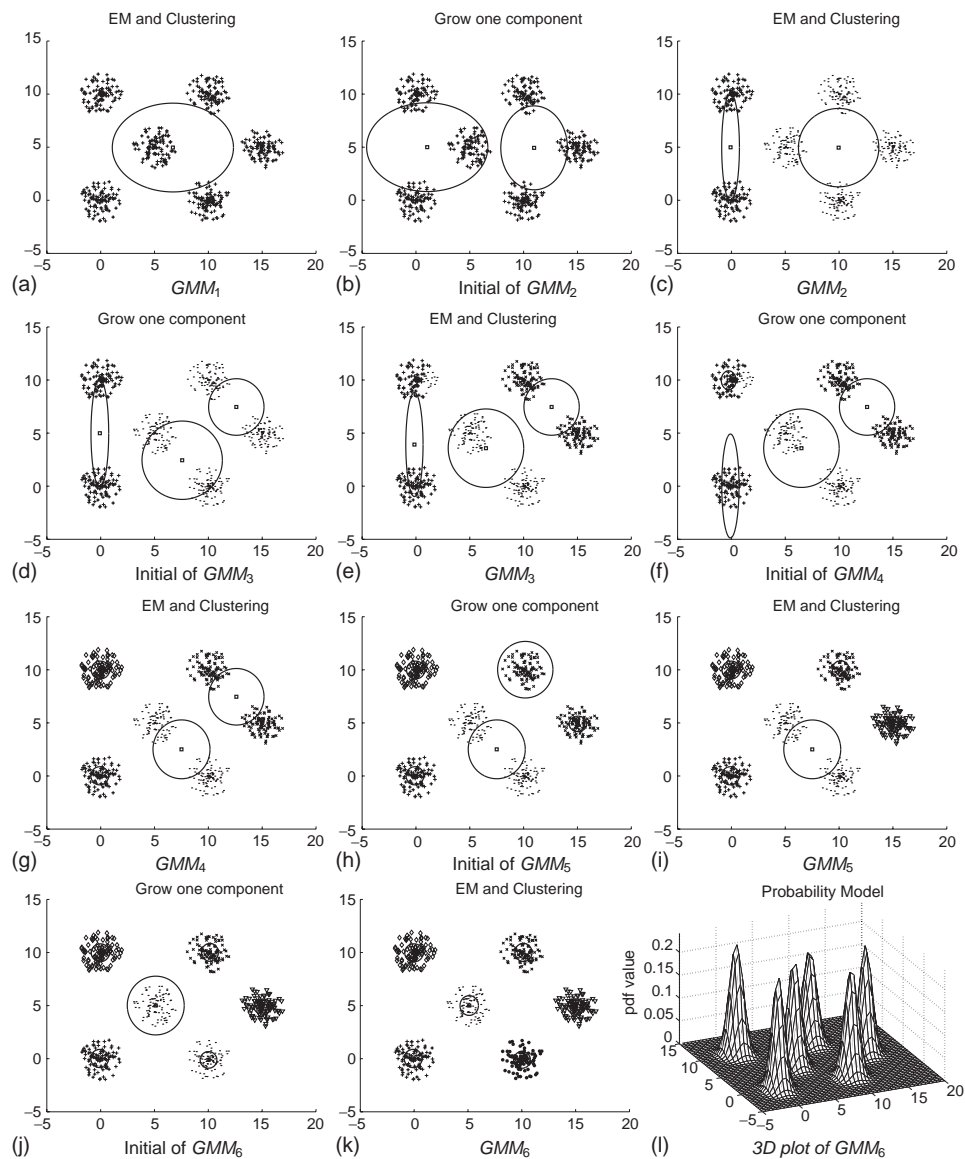 EM and Clustering
15
10
5
0
−5
−5 0 5 10 15 20
(a) GMM1
Grow one component
15
10
5
0
−5
−5 0 5 10 15 20
(b) Initial of GMM2
EM and Clustering
15
10
5
0
−5
−5 0 5 10 15 20
(c) GMM2
Grow one component
15
10
5
0
−5
−5 0 5 10 15 20
(d) Initial of GMM3
EM and Clustering
15
10
5
0
−5
−5 0 5 10 15 20
(e) GMM3
Grow one component
15
10
5
0
−5
−5 0 5 10 15 20
(f) Initial of GMM4
EM and Clustering
15
10
5
0
−5
−5 0 5 10 15 20
(g) GMM4
Grow one component
15
10
5
0
−5
−5 0 5 10 15 20
(h) Initial of GMM5
EM and Clustering
15
10
5
0
−5
−5 0 5 10 15 20
(i) GMM5
Grow one component
15
10
5
0
−5
−5 0 5 10 15 20
(j) Initial of GMM6
EM and Clustering
15
10
5
0
−5
−5 0 5 10 15 20
(k) GMM6
Probability Model
pdf value
0.2
0.15
0.1
0.05
0
15
10
5
0
−5
−5 0 5 10 15 20
(l) 3D plot of GMM6